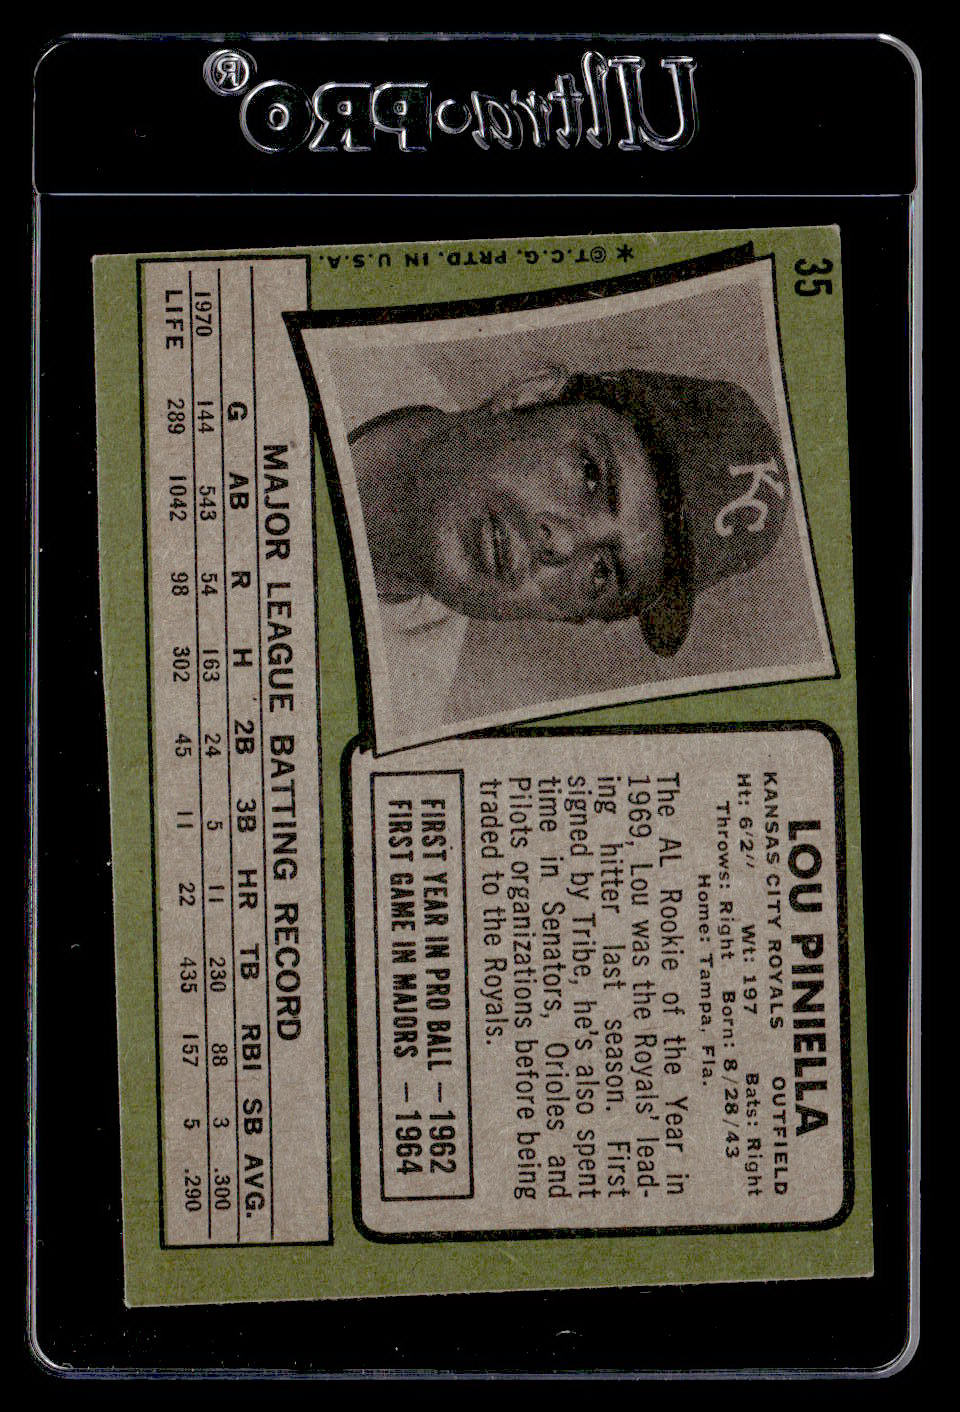 Ultra•PRO®
35
* ©T.C.G. PRTD. IN U.S.A.
KC
LOU PINIELLA
KANSAS CITY ROYALS OUTFIELD
Ht: 6'2" Wt: 197 Bats: Right
Throws: Right Born: 8/28/43
Home: Tampa, Fla.
The AL Rookie of the Year in
1969, Lou was the Royals' lead-
ing hitter last season. First
signed by Tribe, he's also spent
time in Senators, Orioles and
Pilots organizations before being
traded to the Royals.
FIRST YEAR IN PRO BALL — 1962
FIRST GAME IN MAJORS — 1964
MAJOR LEAGUE BATTING RECORD
G AB R H 2B 3B HR TB RBI SB AVG.
1970 144 543 54 163 24 5 11 230 88 3 .300
LIFE 289 1042 98 302 45 11 22 435 157 5 .290